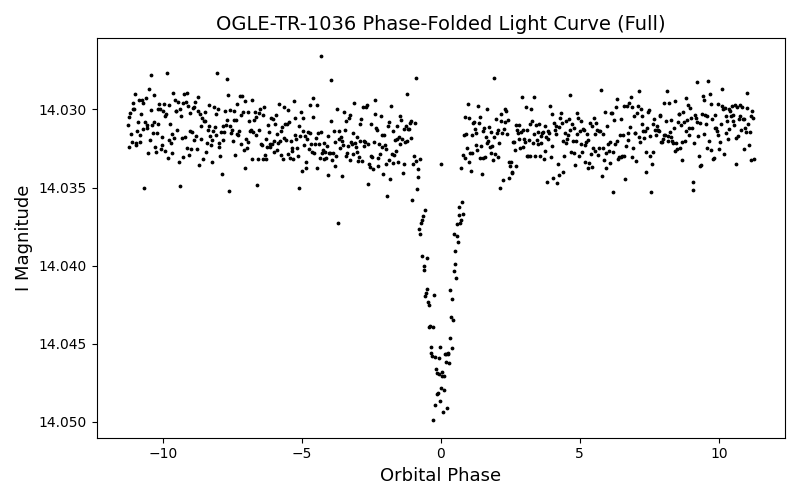 OGLE-TR-1036 Phase-Folded Light Curve (Full)
14.030
14.035
14.040
14.045
14.050
I Magnitude
−10 −5 0 5 10
Orbital Phase